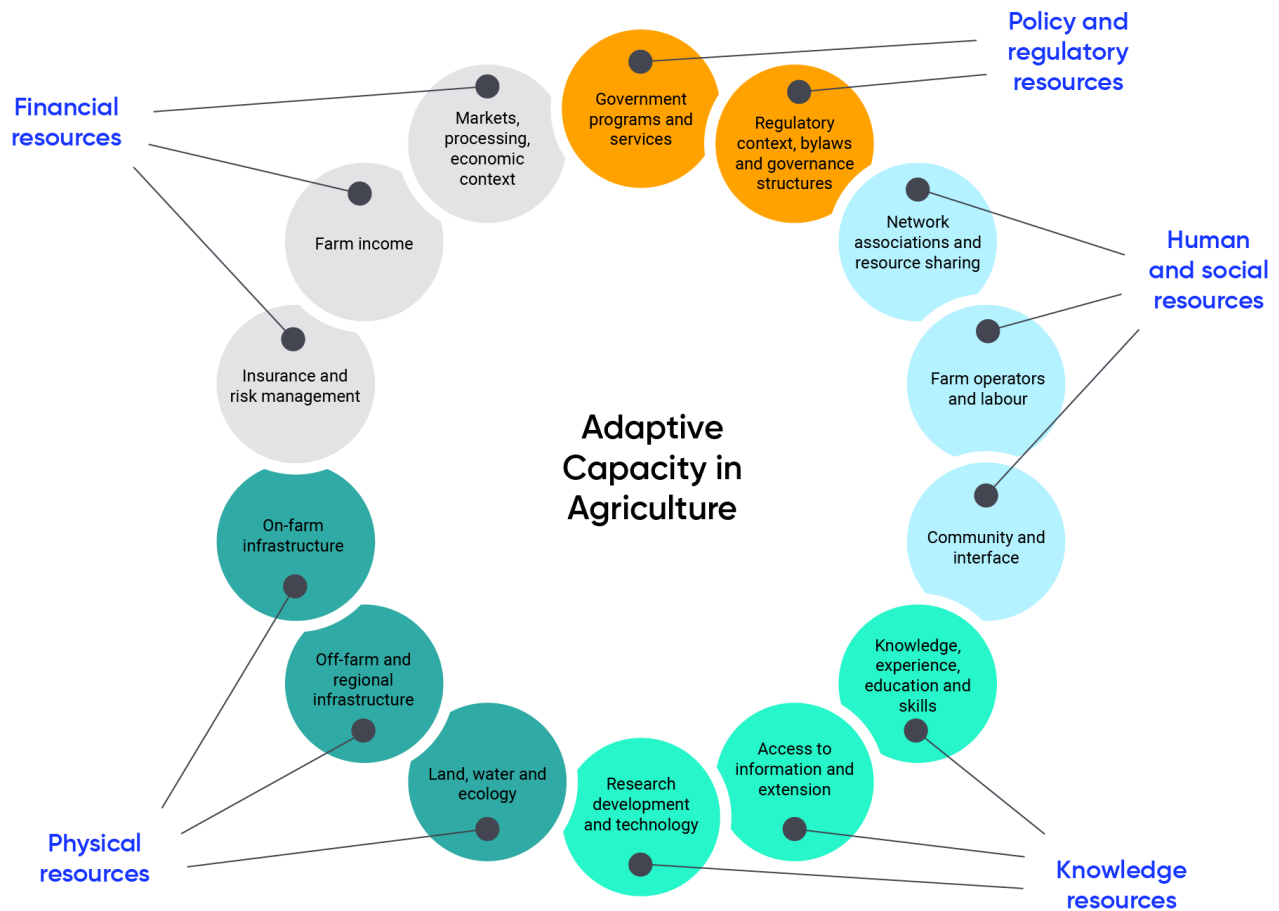 Policy and
regulatory
resources
Financial
resources
Government
programs and
services
Markets,
processing,
economic
context
Regulatory
context, bylaws
and governance
structures
Network
associations and
resource sharing
Human
and social
resources
Farm income
Insurance and
risk management
Farm operators
and labour
Adaptive
Capacity in
Agriculture
On-farm
infrastructure
Community and
interface
Off-farm and
regional
infrastructure
Knowledge,
experience,
education and
skills
Land, water and
ecology
Research
development
and technology
Access to
information and
extension
Physical
resources
Knowledge
resources